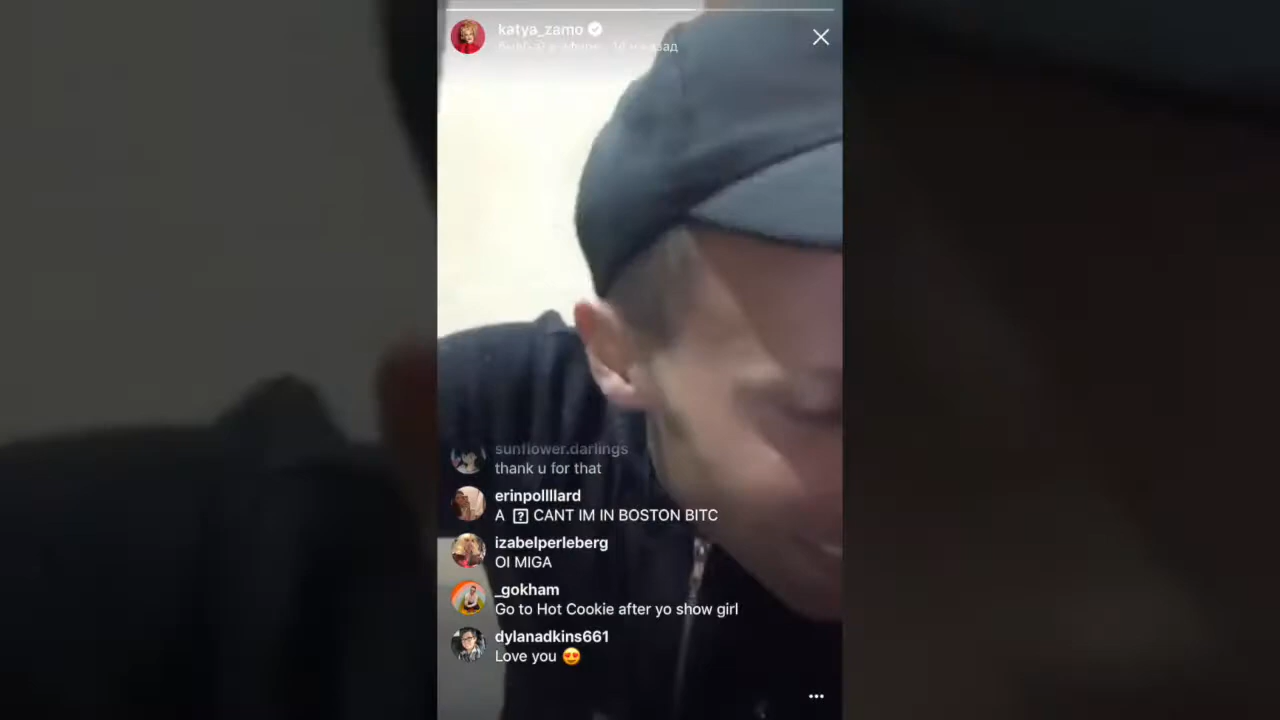 katya_zamo
назад
sunflower.darlings
thank u for that
erinpollllard
A ⍰ CANT IM IN BOSTON BITC
izabelperleberg
OI MIGA
_gokham
Go to Hot Cookie after yo show girl
dylanadkins661
Love you 😍